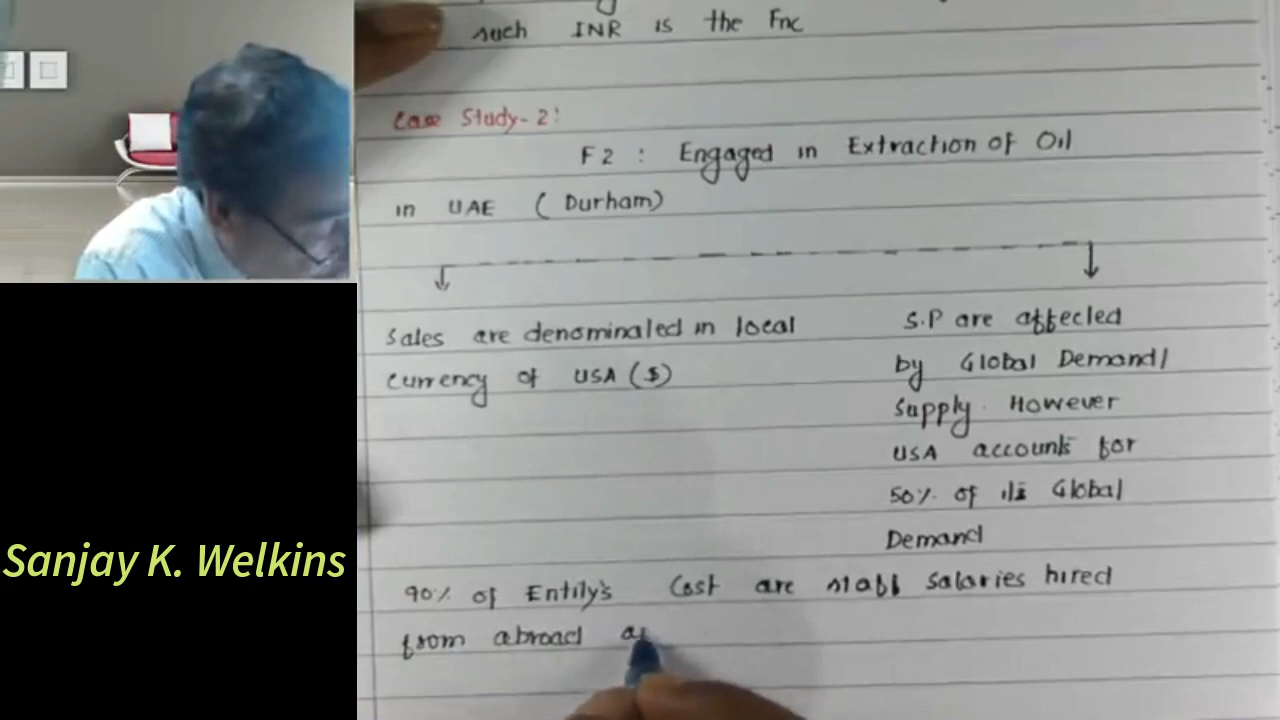 such INR is the Fnc
Case Study-2:
F2 : Engaged in Extraction of Oil
in UAE ( Durham)
Sales are denominated in local
currency of USA ($)
S.P are affected
by Global Demand/
Supply. However
USA accounts for
50% of its Global
Demand
90% of Entity's Cost are staff salaries hired
from abroad
Sanjay K. Welkins